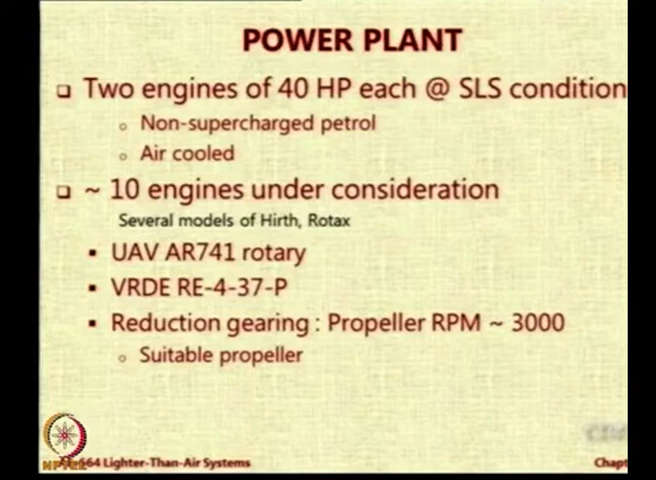 POWER PLANT
Two engines of 40 HP each @ SLS condition
Non-supercharged petrol
Air cooled
~ 10 engines under consideration
Several models of Hirth, Rotax
UAV AR741 rotary
VRDE RE-4-37-P
Reduction gearing : Propeller RPM ~ 3000
Suitable propeller
NPTEL
564 Lighter-Than-Air Systems
Chapt